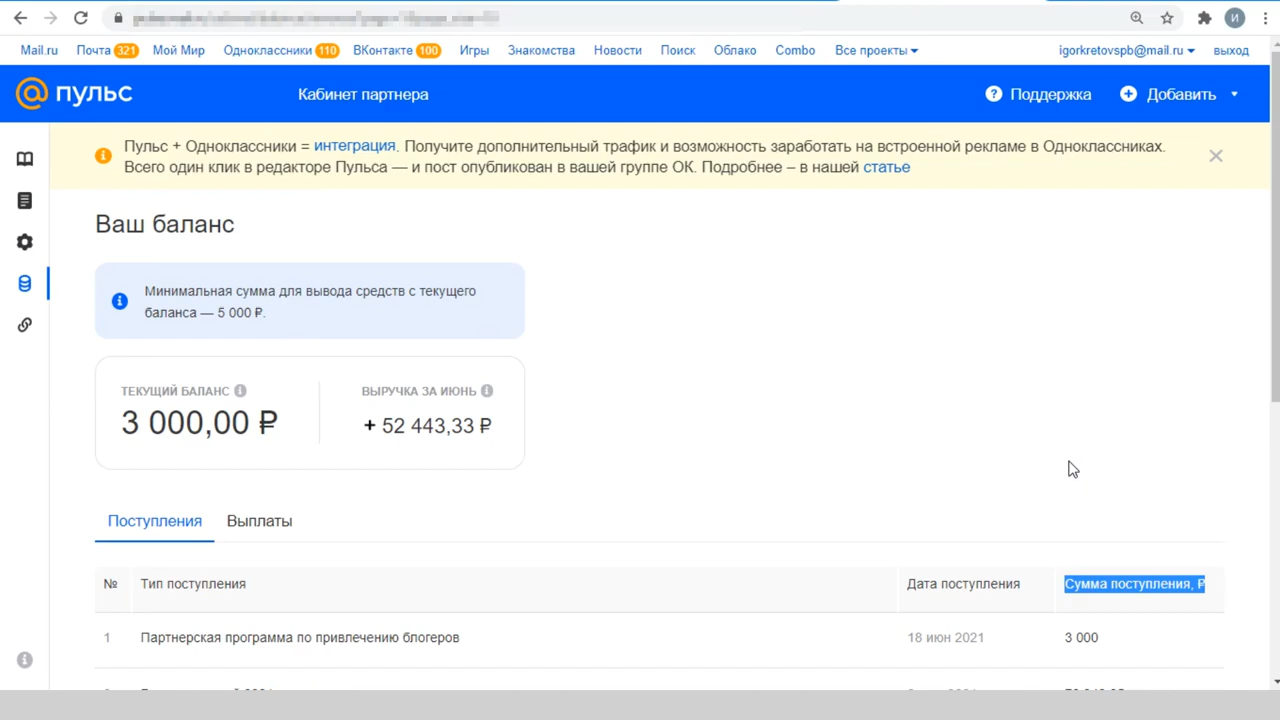 Mail.ru Почта 321 Мой Мир Одноклассники 110 ВКонтакте 100 Игры Знакомства Новости Поиск Облако Combo Все проекты igorkretovspb@mail.ru выход
пульс Кабинет партнера Поддержка Добавить
Пульс + Одноклассники = интеграция. Получите дополнительный трафик и возможность заработать на встроенной рекламе в Одноклассниках.
Всего один клик в редакторе Пульса — и пост опубликован в вашей группе ОК. Подробнее – в нашей статье
Ваш баланс
Минимальная сумма для вывода средств с текущего
баланса — 5 000 ₽.
ТЕКУЩИЙ БАЛАНС ВЫРУЧКА ЗА ИЮНЬ
3 000,00 ₽ + 52 443,33 ₽
Поступления Выплаты
№ Тип поступления Дата поступления Сумма поступления, ₽
1 Партнерская программа по привлечению блогеров 18 июн 2021 3 000